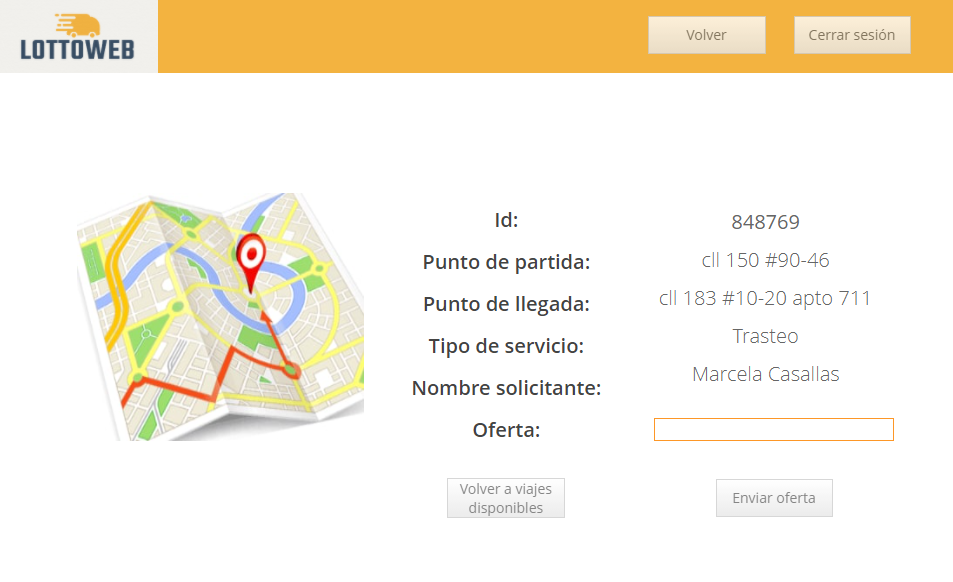 LOTTOWEB
Volver
Cerrar sesión
Id: 848769
Punto de partida: cll 150 #90-46
Punto de llegada: cll 183 #10-20 apto 711
Tipo de servicio: Trasteo
Nombre solicitante: Marcela Casallas
Oferta:
Volver a viajes
disponibles
Enviar oferta